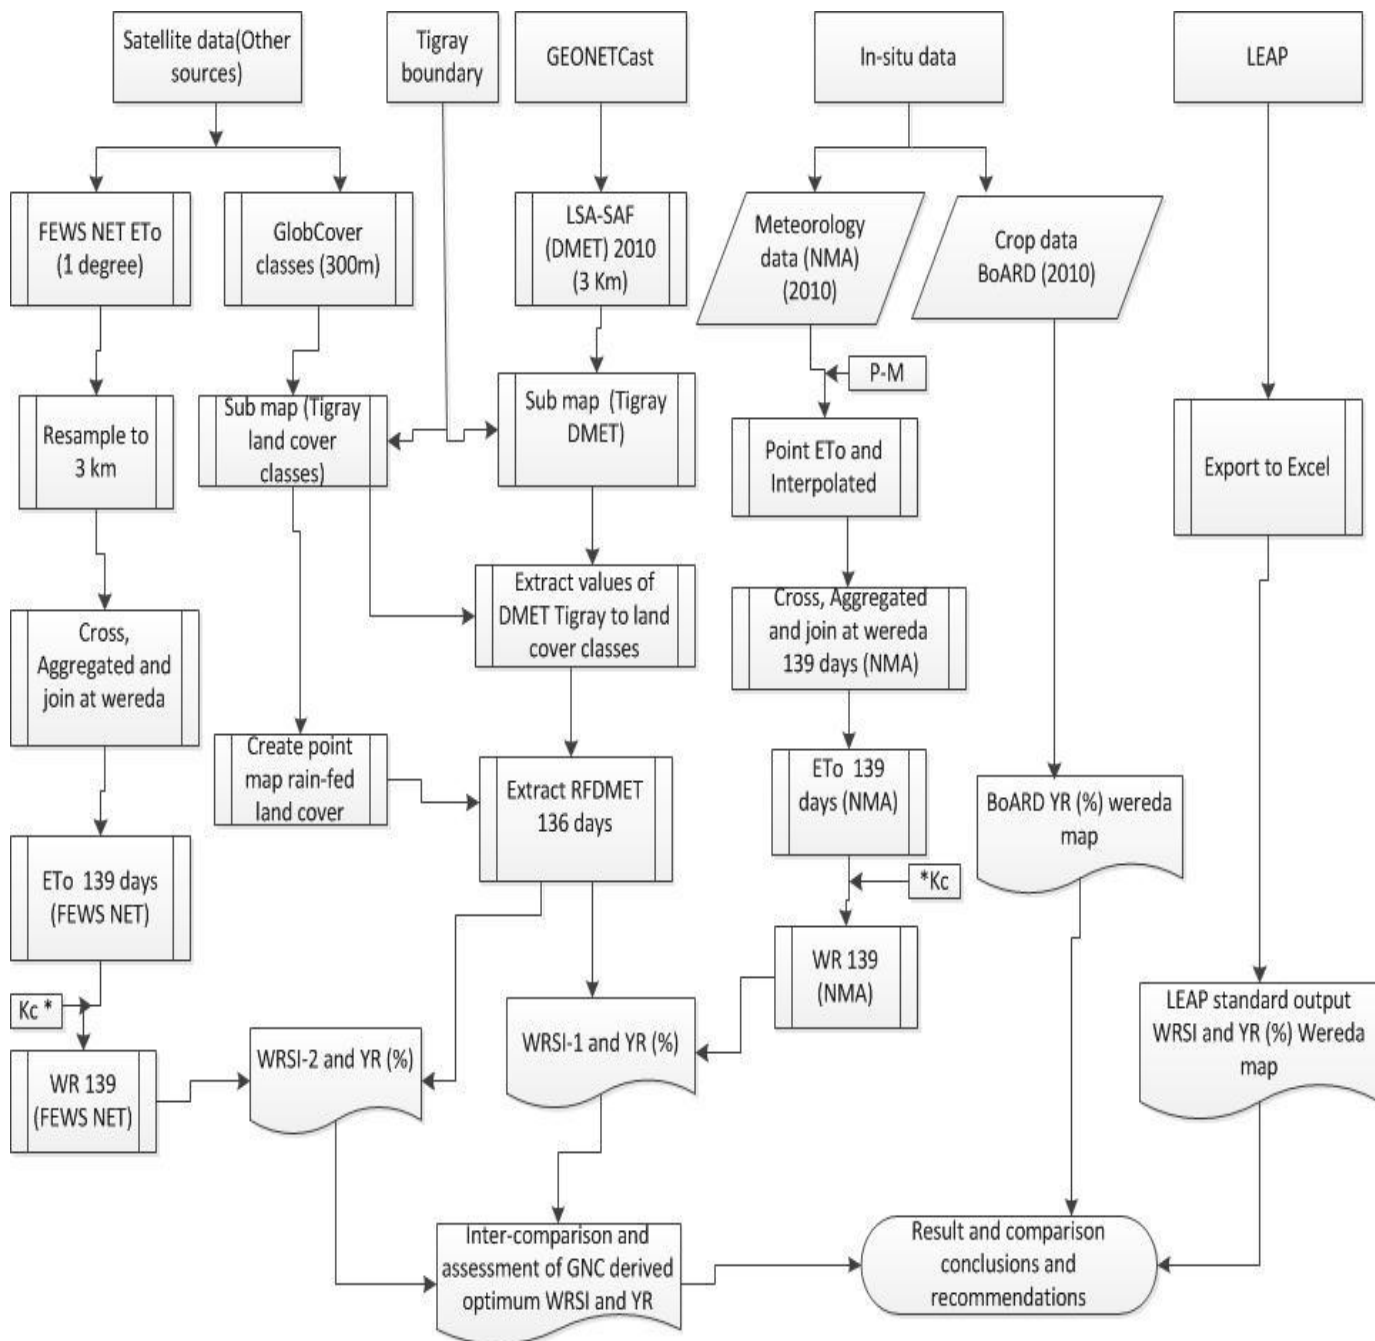 Satellite data(Other
sources)
Tigray
boundary
GEONETCast
In-situ data
LEAP
FEWS NET ETo
(1 degree)
GlobCover
classes (300m)
LSA-SAF
(DMET) 2010
(3 Km)
Meteorology
data (NMA)
(2010)
Crop data
BoARD (2010)
P-M
Resample to
3 km
Sub map (Tigray
land cover
classes)
Sub map (Tigray
DMET)
Point ETo and
Interpolated
Export to Excel
Cross,
Aggregated and
join at wereda
Extract values of
DMET Tigray to land
cover classes
Cross, Aggregated
and join at wereda
139 days (NMA)
Create point
map rain-fed
land cover
Extract RFDMET
136 days
ETo 139
days (NMA)
BoARD YR (%) wereda
map
ETo 139 days
(FEWS NET)
*Kc
WR 139
(NMA)
Kc *
LEAP standard output
WRSI and YR (%) Wereda
map
WR 139
(FEWS NET)
WRSI-2 and YR (%)
WRSI-1 and YR (%)
Inter-comparison and
assessment of GNC derived
optimum WRSI and YR
Result and comparison
conclusions and
recommendations